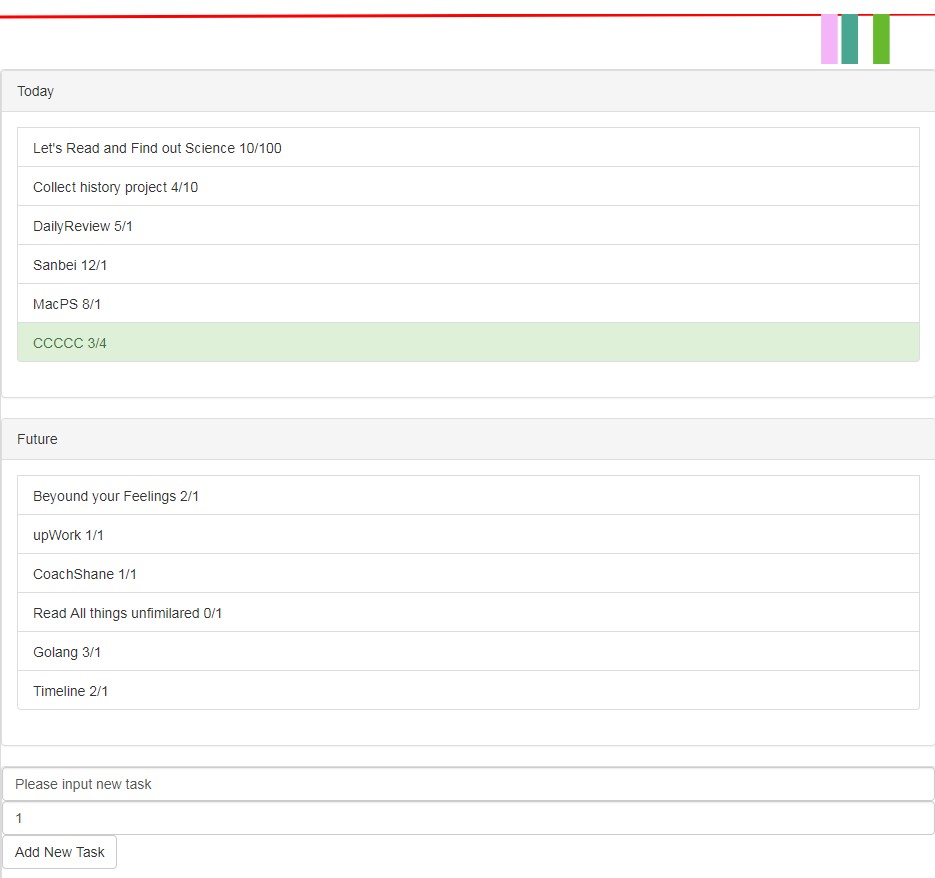 Today
Let's Read and Find out Science 10/100
Collect history project 4/10
DailyReview 5/1
Sanbei 12/1
MacPS 8/1
CCCCC 3/4
Future
Beyound your Feelings 2/1
upWork 1/1
CoachShane 1/1
Read All things unfimilared 0/1
Golang 3/1
Timeline 2/1
Please input new task
1
Add New Task